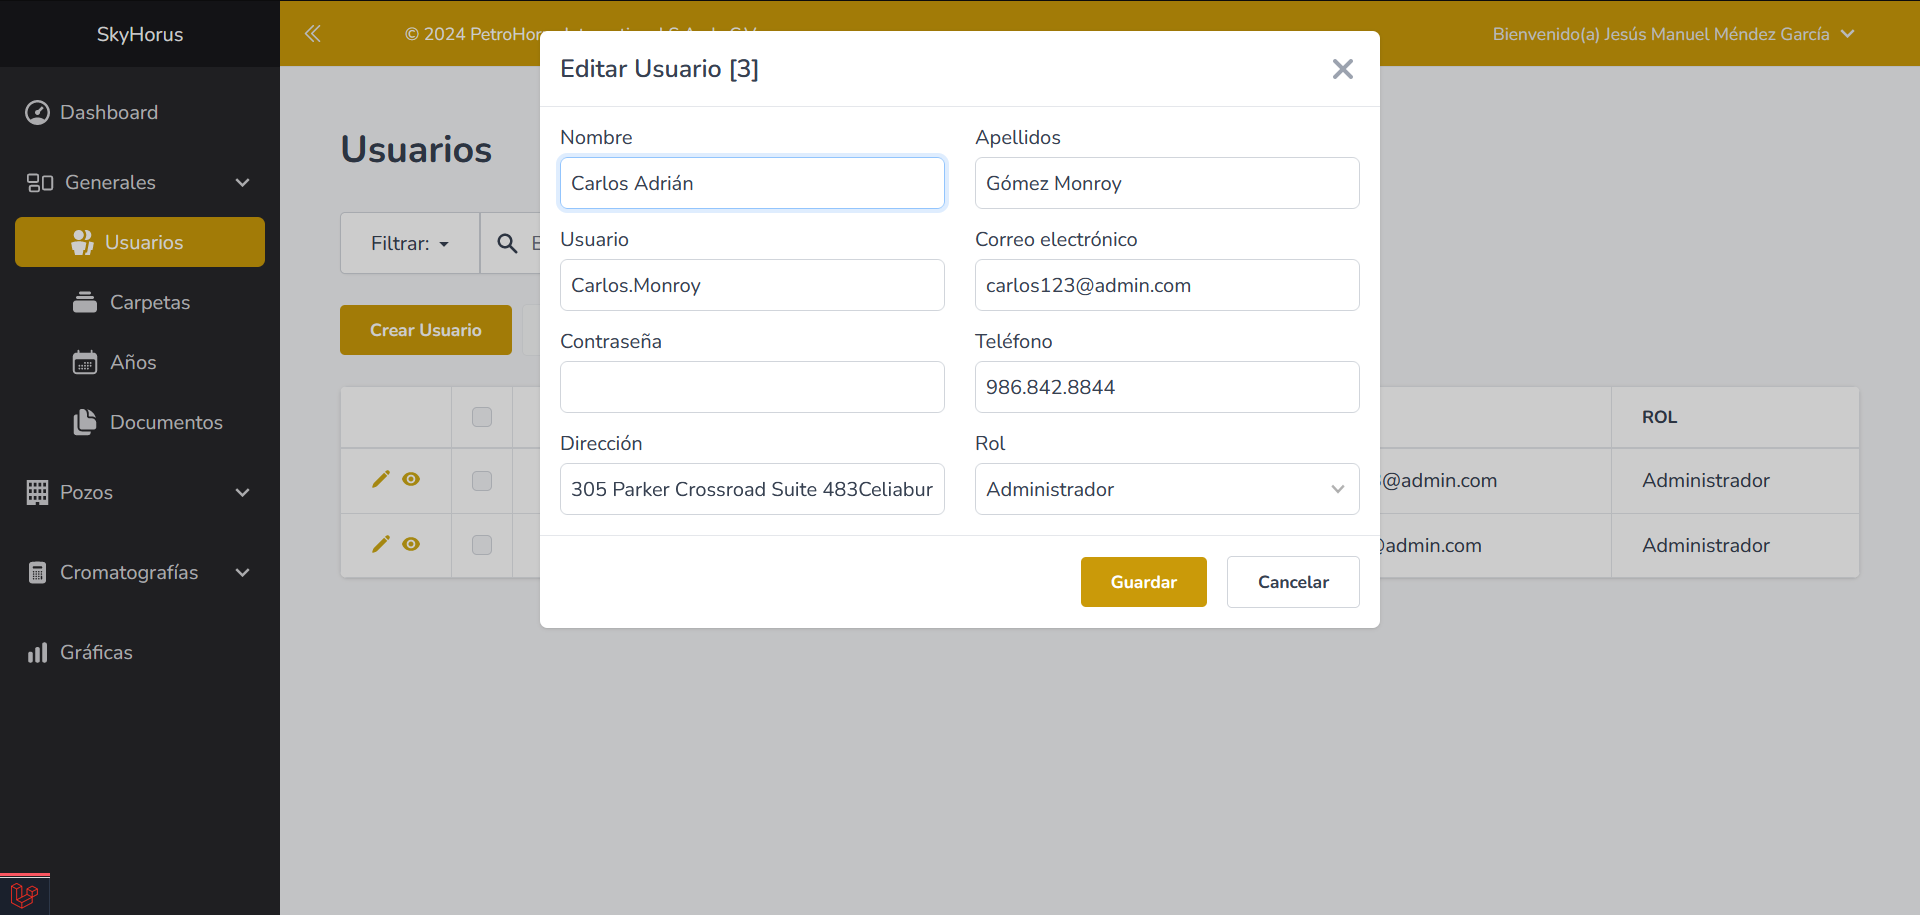 SkyHorus
© 2024 PetroHor
Bienvenido(a) Jesús Manuel Méndez García
Dashboard
Generales
Usuarios
Carpetas
Años
Documentos
Pozos
Cromatografías
Gráficas
Usuarios
Filtrar:
Crear Usuario
ROL
@admin.com
Administrador
@admin.com
Administrador
Editar Usuario [3]
Nombre
Apellidos
Carlos Adrián
Gómez Monroy
Usuario
Correo electrónico
Carlos.Monroy
carlos123@admin.com
Contraseña
Teléfono
986.842.8844
Dirección
Rol
305 Parker Crossroad Suite 483Celiabur
Administrador
Guardar
Cancelar